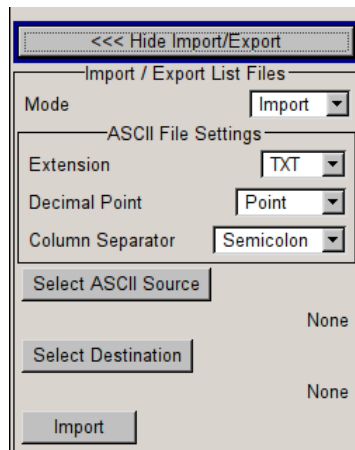 <<< Hide Import/Export
Import / Export List Files
Mode Import
ASCII File Settings
Extension TXT
Decimal Point Point
Column Separator Semicolon
Select ASCII Source
None
Select Destination
None
Import